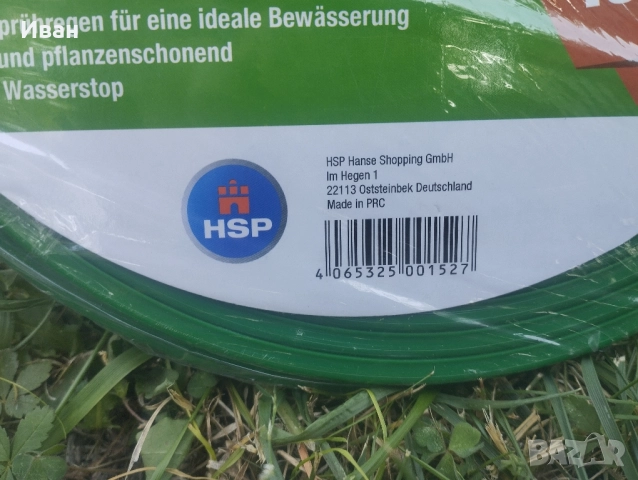 Иван
prühregen für eine ideale Bewässerung
und pflanzenschonend
Wasserstop
HSP Hanse Shopping GmbH
Im Hegen 1
22113 Oststeinbek Deutschland
Made in PRC
HSP
4 065325 001527
BAZAR